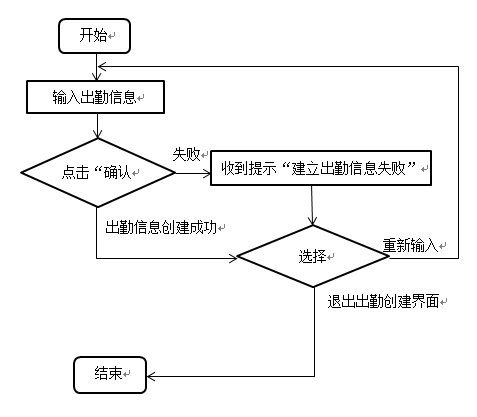 开始
输入出勤信息
点击“确认
失败
收到提示“建立出勤信息失败”
出勤信息创建成功
选择
重新输入
退出出勤创建界面
结束